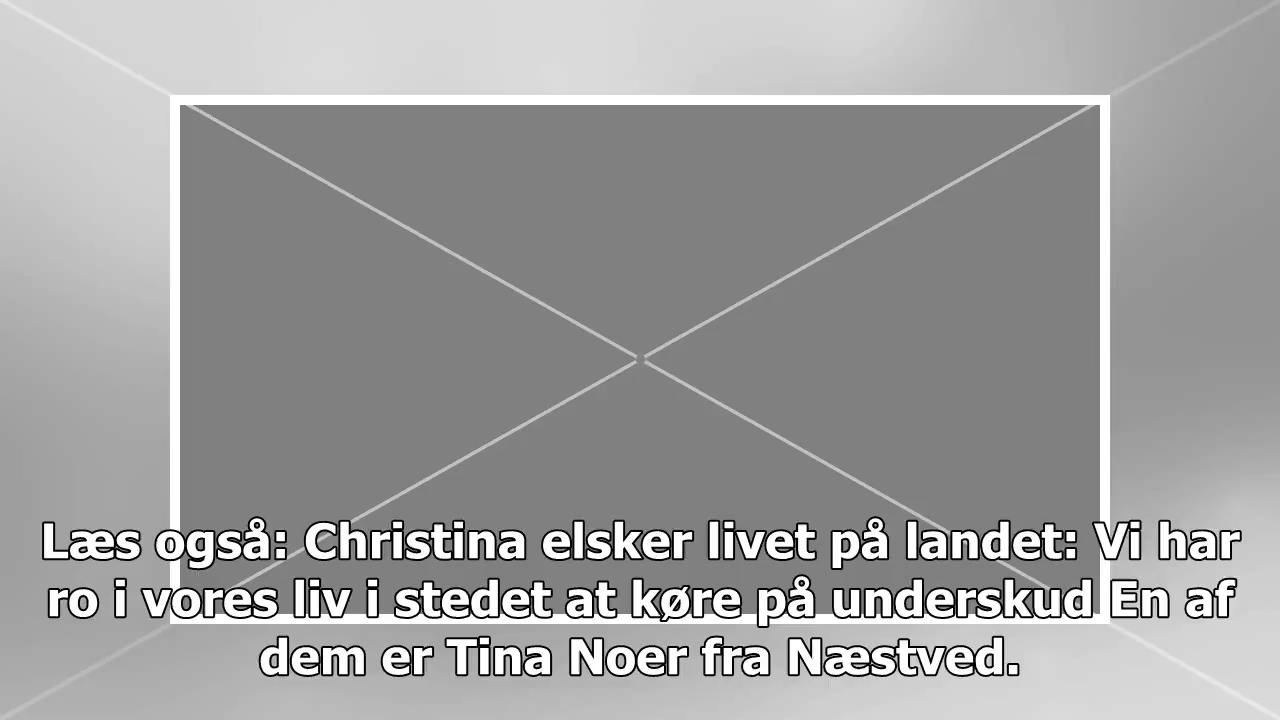 Læs også: Christina elsker livet på landet: Vi har
ro i vores liv i stedet at køre på underskud En af
dem er Tina Noer fra Næstved.